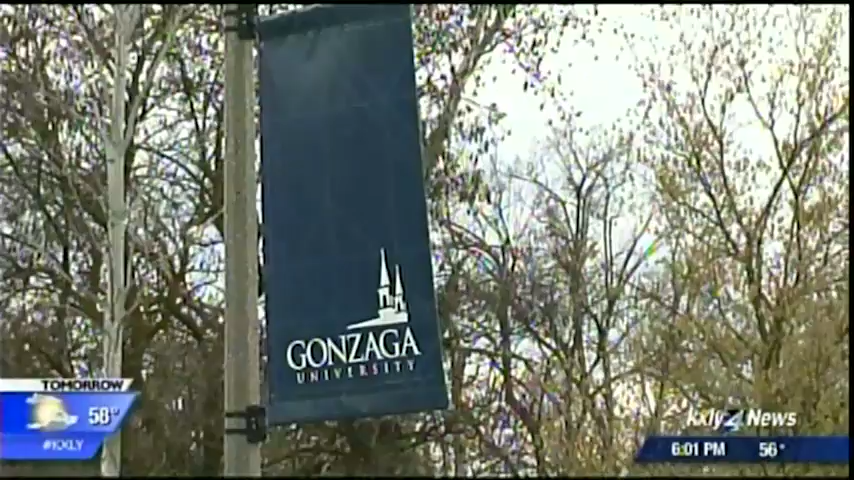 GONZAGA
UNIVERSITY
TOMORROW
58°
#KXLY
kxly4 News
6:01 PM 56°